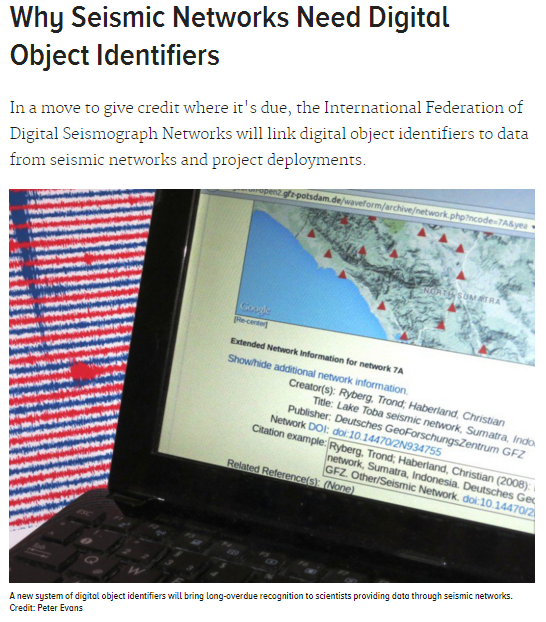 Why Seismic Networks Need Digital
Object Identifiers
In a move to give credit where it's due, the International Federation of
Digital Seismograph Networks will link digital object identifiers to data
from seismic networks and project deployments.
gfz-potsdam.de/waveform/archive/network.php?ncode=7A&yea
NORTH SUMATRA
Google
[Re-center]
Extended Network Information for network 7A
Show/hide additional network information.
Creator(s): Ryberg, Trond; Haberland, Christian
Title: Lake Toba seismic network, Sumatra, Indo
Publisher: Deutsches GeoForschungsZentrum GFZ
Network DOI: doi:10.14470/2N934755
Citation example: Ryberg, Trond; Haberland, Christian (2008):
network, Sumatra, Indonesia. Deutsches Geo
GFZ. Other/Seismic Network. doi:10.14470/2
Related Reference(s): (None)
A new system of digital object identifiers will bring long-overdue recognition to scientists providing data through seismic networks.
Credit: Peter Evans